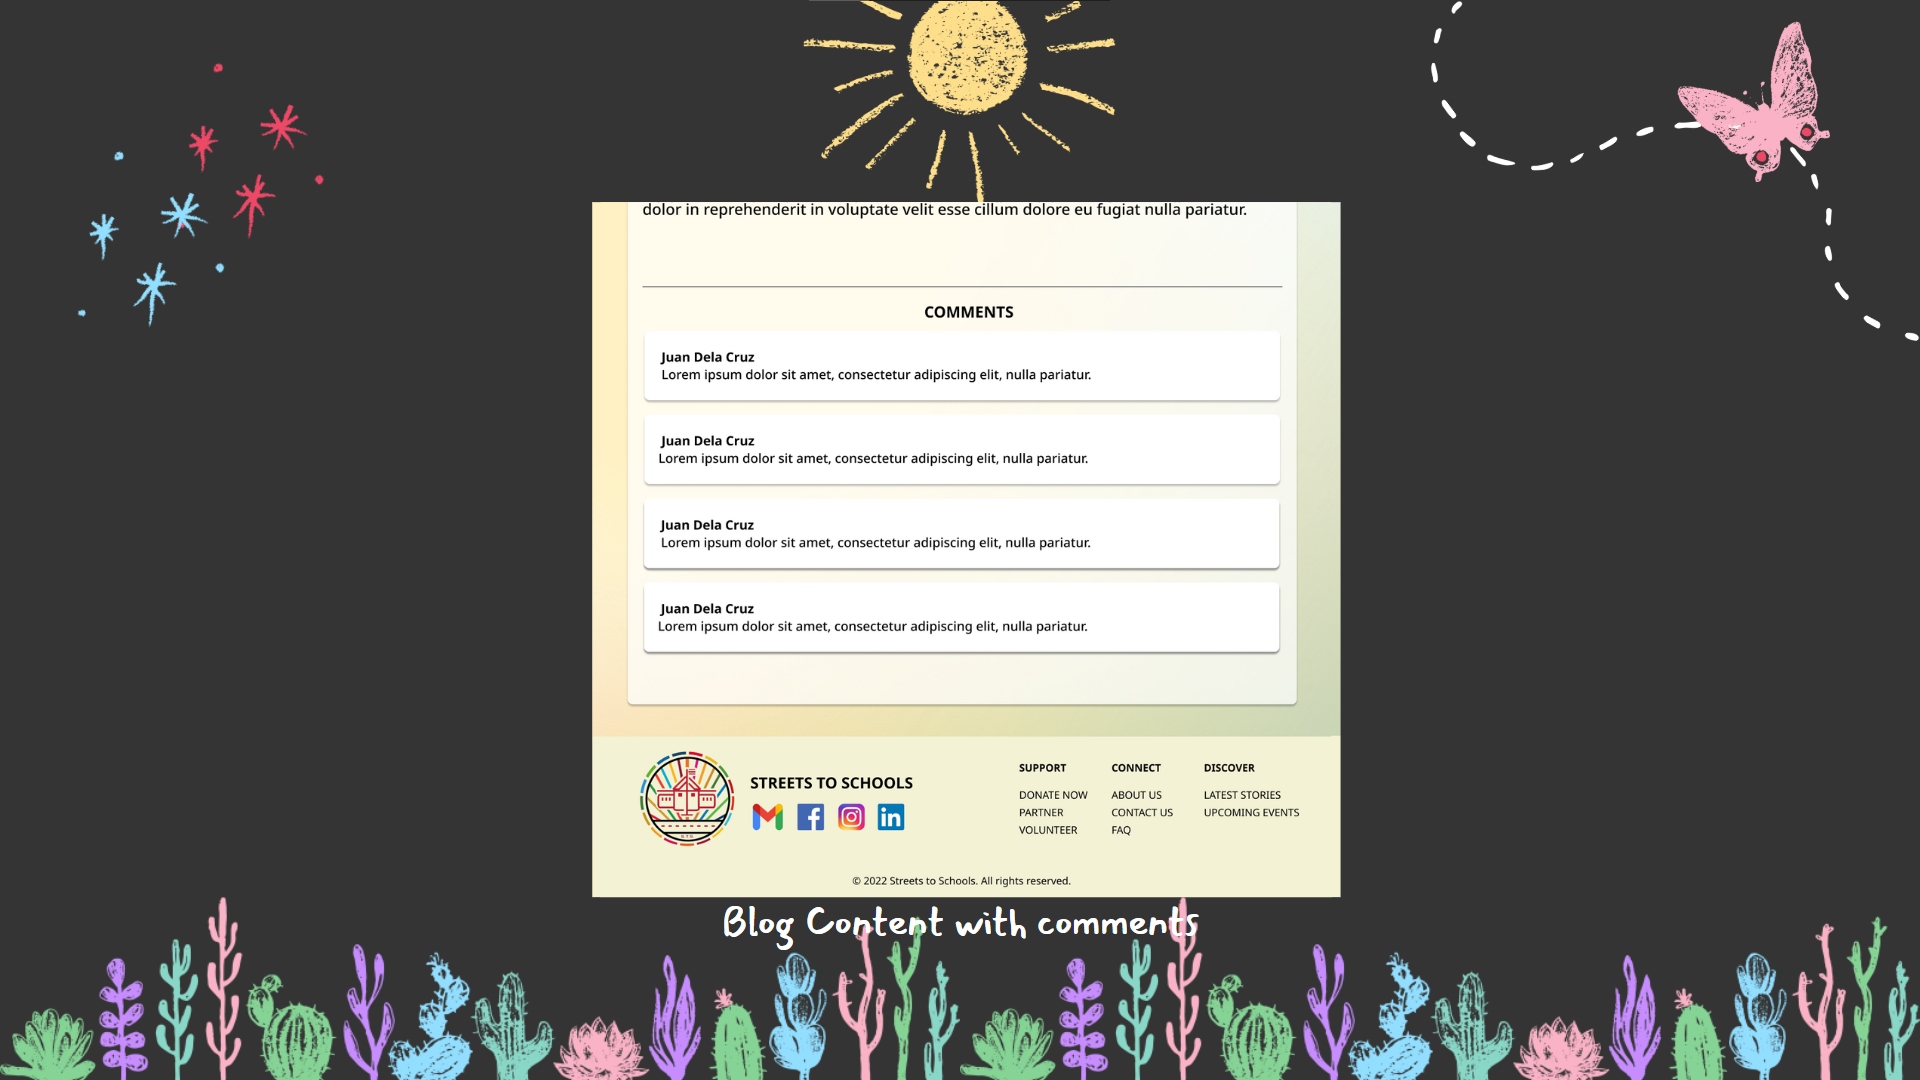 dolor in reprehenderit in voluptate velit esse cillum dolore eu fugiat nulla pariatur.
COMMENTS
Juan Dela Cruz
Lorem ipsum dolor sit amet, consectetur adipiscing elit, nulla pariatur.
Juan Dela Cruz
Lorem ipsum dolor sit amet, consectetur adipiscing elit, nulla pariatur.
Juan Dela Cruz
Lorem ipsum dolor sit amet, consectetur adipiscing elit, nulla pariatur.
Juan Dela Cruz
Lorem ipsum dolor sit amet, consectetur adipiscing elit, nulla pariatur.
STREETS TO SCHOOLS
SUPPORT
DONATE NOW
PARTNER
VOLUNTEER
CONNECT
ABOUT US
CONTACT US
FAQ
DISCOVER
LATEST STORIES
UPCOMING EVENTS
© 2022 Streets to Schools. All rights reserved.
Blog Content with comments